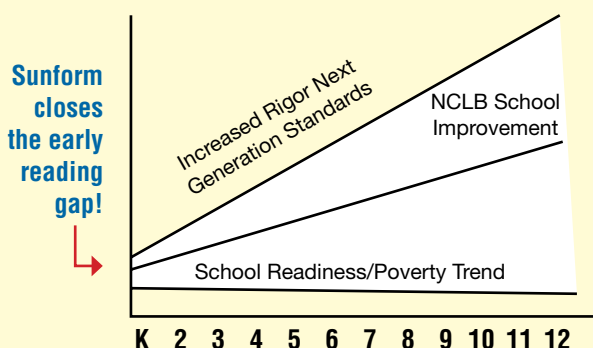 Sunform
closes
the early
reading
gap!
Increased Rigor Next
Generation Standards
NCLB School
Improvement
School Readiness/Poverty Trend
K 2 3 4 5 6 7 8 9 10 11 12